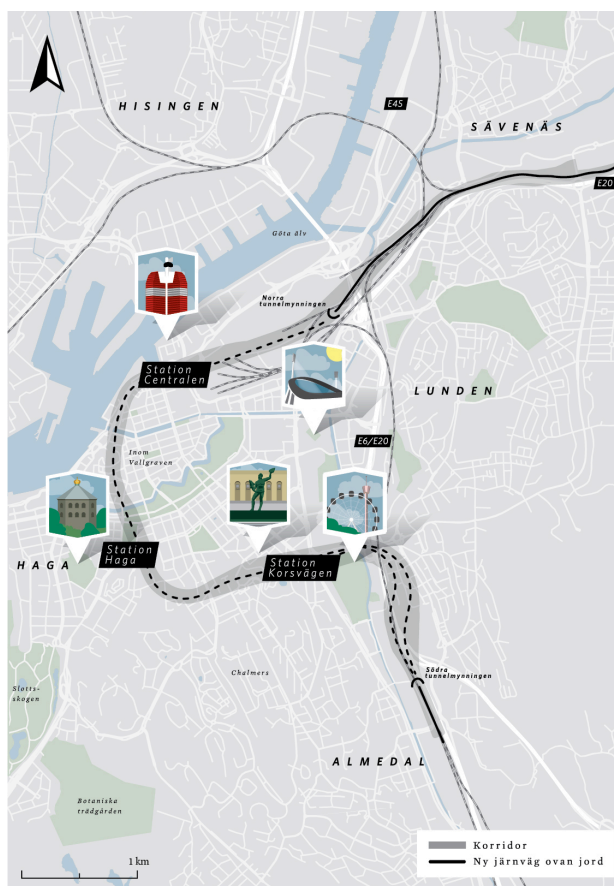 HISINGEN
E45
SÄVENÄS
E20
Göta älv
Norra
tunnelmynningen
Station
Centralen
LUNDEN
E6/E20
Inom
Vallgraven
HAGA
Station
Haga
Station
Korsvägen
Chalmers
Södra
tunnelmynningen
Slotts-
skogen
ALMEDAL
Botaniska
trädgården
1 km
Korridor
Ny järnväg ovan jord